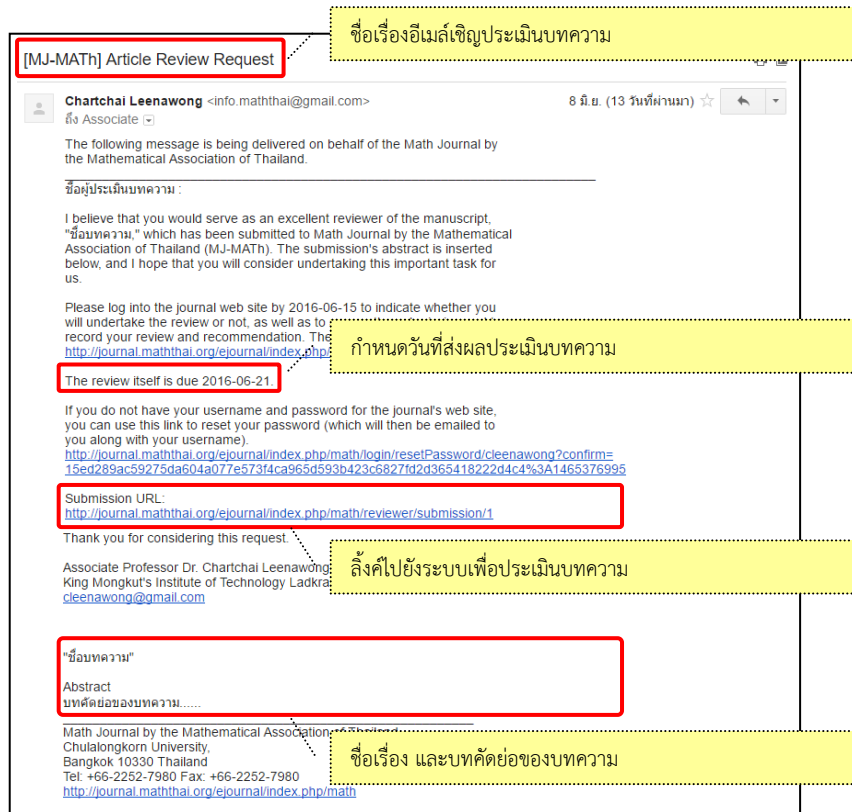 ชื่อเรื่องอีเมล์เชิญประเมินบทความ
[MJ-MATh] Article Review Request
Chartchai Leenawong <info.maththai@gmail.com>
8 มิ.ย. (13 วันที่ผ่านมา)
ถึง Associate
The following message is being delivered on behalf of the Math Journal by
the Mathematical Association of Thailand.
ชื่อผู้ประเมินบทความ :
I believe that you would serve as an excellent reviewer of the manuscript,
"ชื่อบทความ," which has been submitted to Math Journal by the Mathematical
Association of Thailand (MJ-MATh). The submission's abstract is inserted
below, and I hope that you will consider undertaking this important task for
us.
Please log into the journal web site by 2016-06-15 to indicate whether you
will undertake the review or not, as well as to
record your review and recommendation. The
http://journal.maththai.org/ejournal/index.php/
กำหนดวันที่ส่งผลประเมินบทความ
The review itself is due 2016-06-21.
If you do not have your username and password for the journal's web site,
you can use this link to reset your password (which will then be emailed to
you along with your username).
http://journal.maththai.org/ejournal/index.php/math/login/resetPassword/cleenawong?confirm=
15ed289ac59275da604a077e573f4ca965d593b423c6827fd2d365418222d4c4%3A1465376995
Submission URL:
http://journal.maththai.org/ejournal/index.php/math/reviewer/submission/1
Thank you for considering this request.
Associate Professor Dr. Chartchai Leenawong
King Mongkut's Institute of Technology Ladkra
cleenawong@gmail.com
ลิ้งค์ไปยังระบบเพื่อประเมินบทความ
"ชื่อบทความ"
Abstract
บทคัดย่อของบทความ......
Math Journal by the Mathematical Association of Thailand
Chulalongkorn University,
Bangkok 10330 Thailand
Tel: +66-2252-7980 Fax: +66-2252-7980
http://journal.maththai.org/ejournal/index.php/math
ชื่อเรื่อง และบทคัดย่อของบทความ